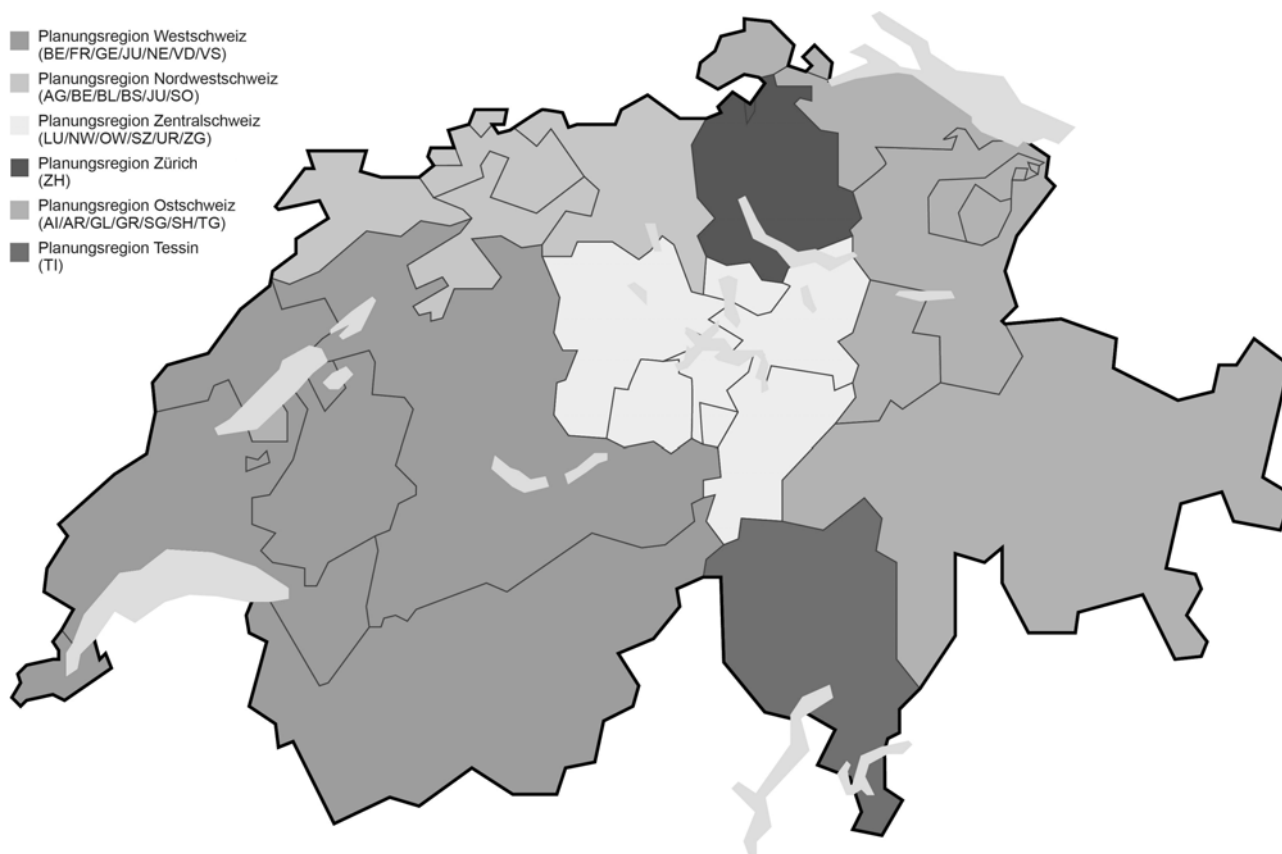 Planungsregion Westschweiz
(BE/FR/GE/JU/NE/VD/VS)
Planungsregion Nordwestschweiz
(AG/BE/BL/BS/JU/SO)
Planungsregion Zentralschweiz
(LU/NW/OW/SZ/UR/ZG)
Planungsregion Zürich
(ZH)
Planungsregion Ostschweiz
(AI/AR/GL/GR/SG/SH/TG)
Planungsregion Tessin
(TI)